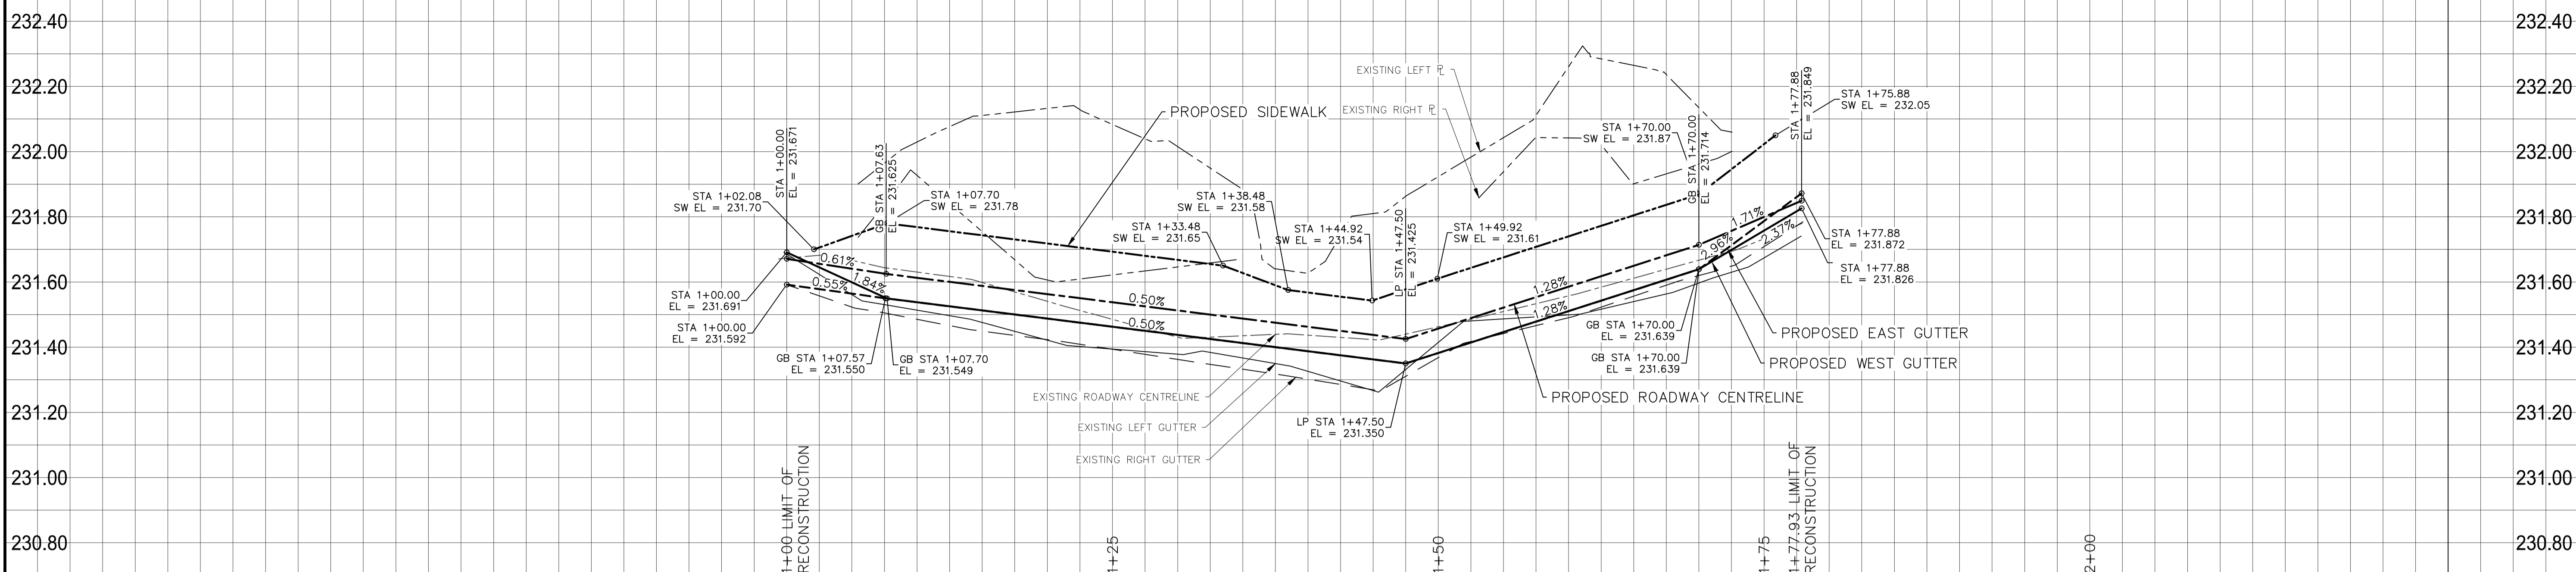 232.40
232.20
232.00
231.80
231.60
231.40
231.20
231.00
230.80
STA 1+00.00
EL = 231.671
STA 1+02.08
SW EL = 231.70
STA 1+00.00
EL = 231.691
STA 1+00.00
EL = 231.592
0.61%
0.55%
1.84%
GB STA 1+07.63
EL = 231.625
STA 1+07.70
SW EL = 231.78
GB STA 1+07.57
EL = 231.550
GB STA 1+07.70
EL = 231.549
PROPOSED SIDEWALK
0.50%
0.50%
STA 1+33.48
SW EL = 231.65
STA 1+38.48
SW EL = 231.58
STA 1+44.92
SW EL = 231.54
EXISTING LEFT ℄
EXISTING RIGHT ℄
LP STA 1+47.50
EL = 231.425
STA 1+49.92
SW EL = 231.61
EXISTING ROADWAY CENTRELINE
EXISTING LEFT GUTTER
EXISTING RIGHT GUTTER
LP STA 1+47.50
EL = 231.350
1.28%
1.28%
STA 1+70.00
SW EL = 231.87
GB STA 1+70.00
EL = 231.714
GB STA 1+70.00
EL = 231.639
GB STA 1+70.00
EL = 231.639
1.71%
2.96%
2.37%
STA 1+77.88
EL = 231.849
STA 1+75.88
SW EL = 232.05
STA 1+77.88
EL = 231.872
STA 1+77.88
EL = 231.826
PROPOSED EAST GUTTER
PROPOSED WEST GUTTER
PROPOSED ROADWAY CENTRELINE
1+00 LIMIT OF
RECONSTRUCTION
1+25
1+50
1+75
1+77.93 LIMIT OF
RECONSTRUCTION
2+00
232.40
232.20
232.00
231.80
231.60
231.40
231.20
231.00
230.80